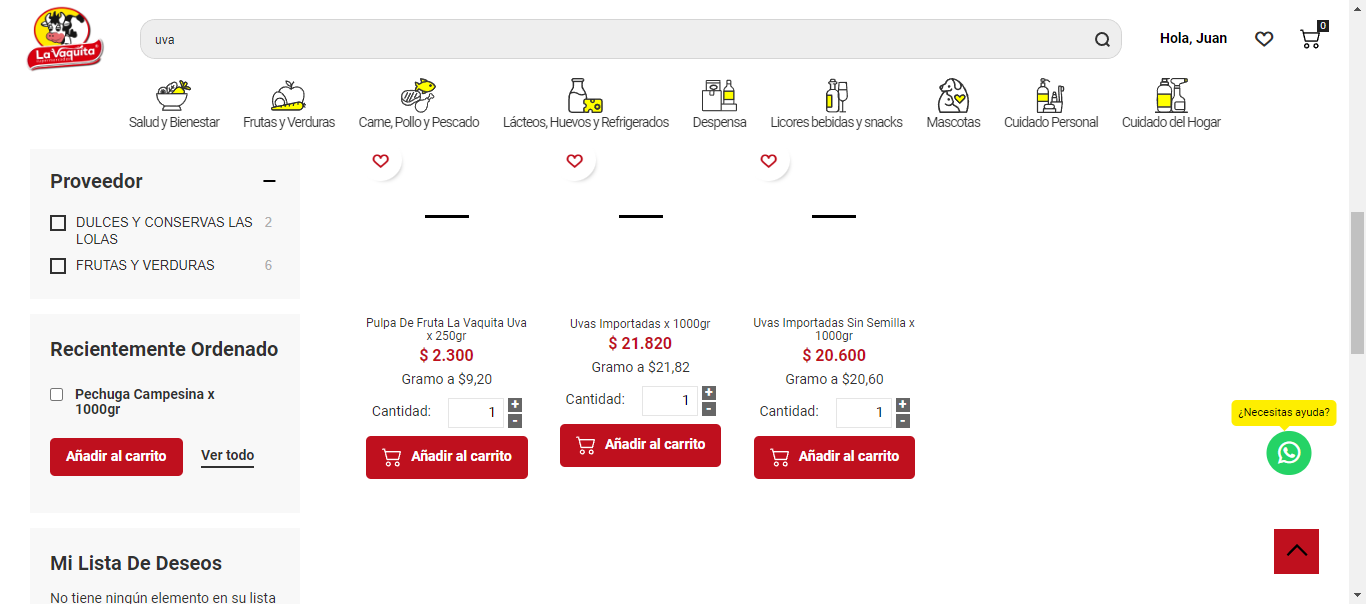 La Vaquita
uva
Hola, Juan
0
Salud y Bienestar
Frutas y Verduras
Carne, Pollo y Pescado
Lácteos, Huevos y Refrigerados
Despensa
Licores bebidas y snacks
Mascotas
Cuidado Personal
Cuidado del Hogar
Proveedor
DULCES Y CONSERVAS LAS 2
LOLAS
FRUTAS Y VERDURAS 6
Recientemente Ordenado
Pechuga Campesina x
1000gr
Añadir al carrito
Ver todo
Mi Lista De Deseos
No tiene ningún elemento en su lista
Pulpa De Fruta La Vaquita Uva
x 250gr
$ 2.300
Gramo a $9,20
Cantidad: 1 + -
Añadir al carrito
Uvas Importadas x 1000gr
$ 21.820
Gramo a $21,82
Cantidad: 1 + -
Añadir al carrito
Uvas Importadas Sin Semilla x
1000gr
$ 20.600
Gramo a $20,60
Cantidad: 1 + -
Añadir al carrito
¿Necesitas ayuda?